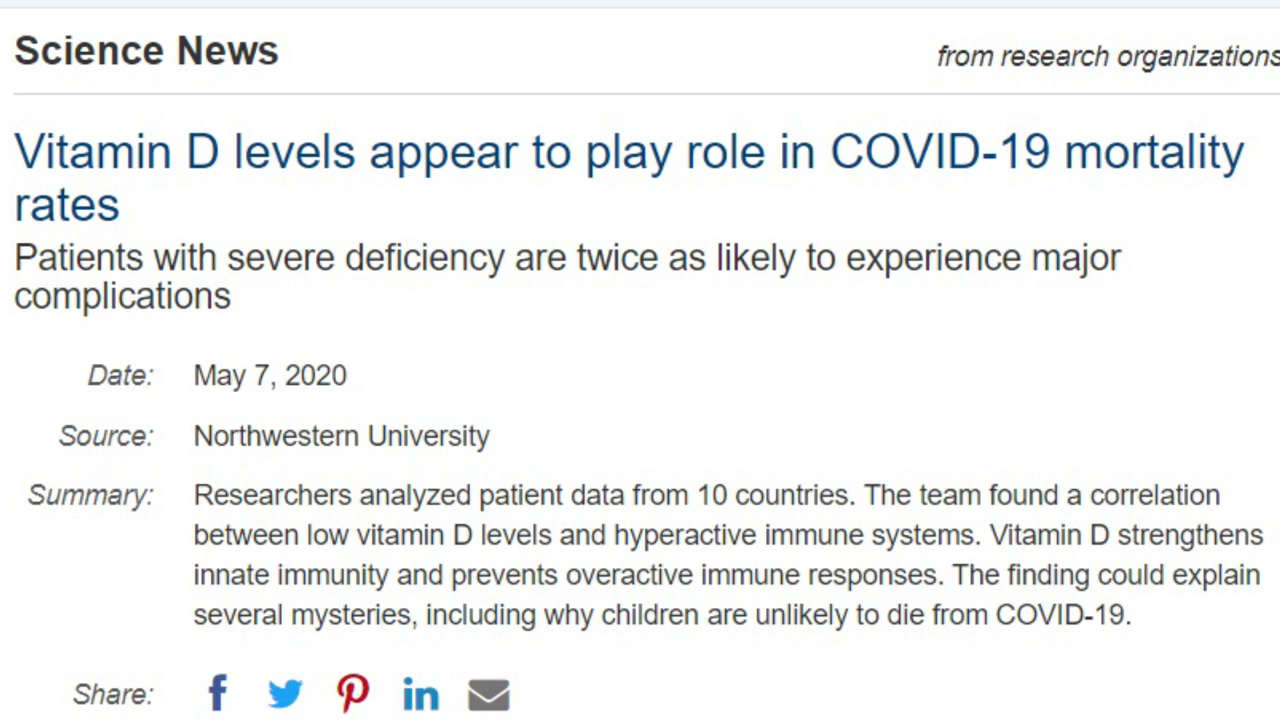 Science News
from research organizations
Vitamin D levels appear to play role in COVID-19 mortality
rates
Patients with severe deficiency are twice as likely to experience major
complications
Date: May 7, 2020
Source: Northwestern University
Summary: Researchers analyzed patient data from 10 countries. The team found a correlation
between low vitamin D levels and hyperactive immune systems. Vitamin D strengthens
innate immunity and prevents overactive immune responses. The finding could explain
several mysteries, including why children are unlikely to die from COVID-19.
Share: